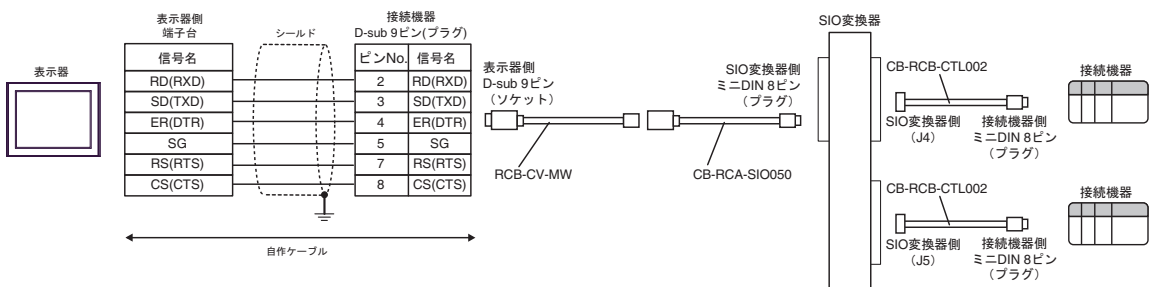 表示器
表示器側
端子台
シールド
接続機器
D-sub 9ピン(プラグ)
信号名
ピンNo.
信号名
RD(RXD)
2
RD(RXD)
SD(TXD)
3
SD(TXD)
ER(DTR)
4
ER(DTR)
SG
5
SG
RS(RTS)
7
RS(RTS)
CS(CTS)
8
CS(CTS)
自作ケーブル
表示器側
D-sub 9ピン
(ソケット)
RCB-CV-MW
SIO変換器側
ミニDIN 8ピン
(プラグ)
CB-RCA-SIO050
SIO変換器
CB-RCB-CTL002
SIO変換器側
(J4)
接続機器側
ミニDIN 8ピン
(プラグ)
接続機器
CB-RCB-CTL002
SIO変換器側
(J5)
接続機器側
ミニDIN 8ピン
(プラグ)
接続機器